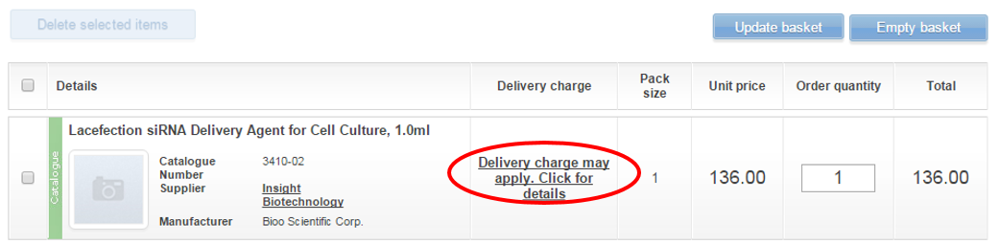 Delete selected items
Update basket
Empty basket
Details
Delivery charge
Pack
size
Unit price
Order quantity
Total
Catalogue
Lacefection siRNA Delivery Agent for Cell Culture, 1.0ml
Catalogue
Number
3410-02
Supplier
Insight
Biotechnology
Manufacturer
Bioo Scientific Corp.
Delivery charge may
apply. Click for
details
1
136.00
1
136.00